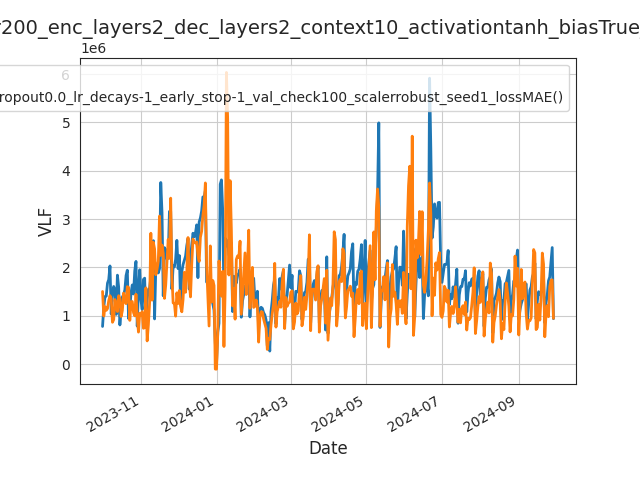 r200_enc_layers2_dec_layers2_context10_activationtanh_biasTrue
1e6
ropout0.0_lr_decays-1_early_stop-1_val_check100_scalerrobust_seed1_lossMAE()
6
5
4
3
2
1
0
VLF
2023-11
2024-01
2024-03
2024-05
2024-07
2024-09
Date